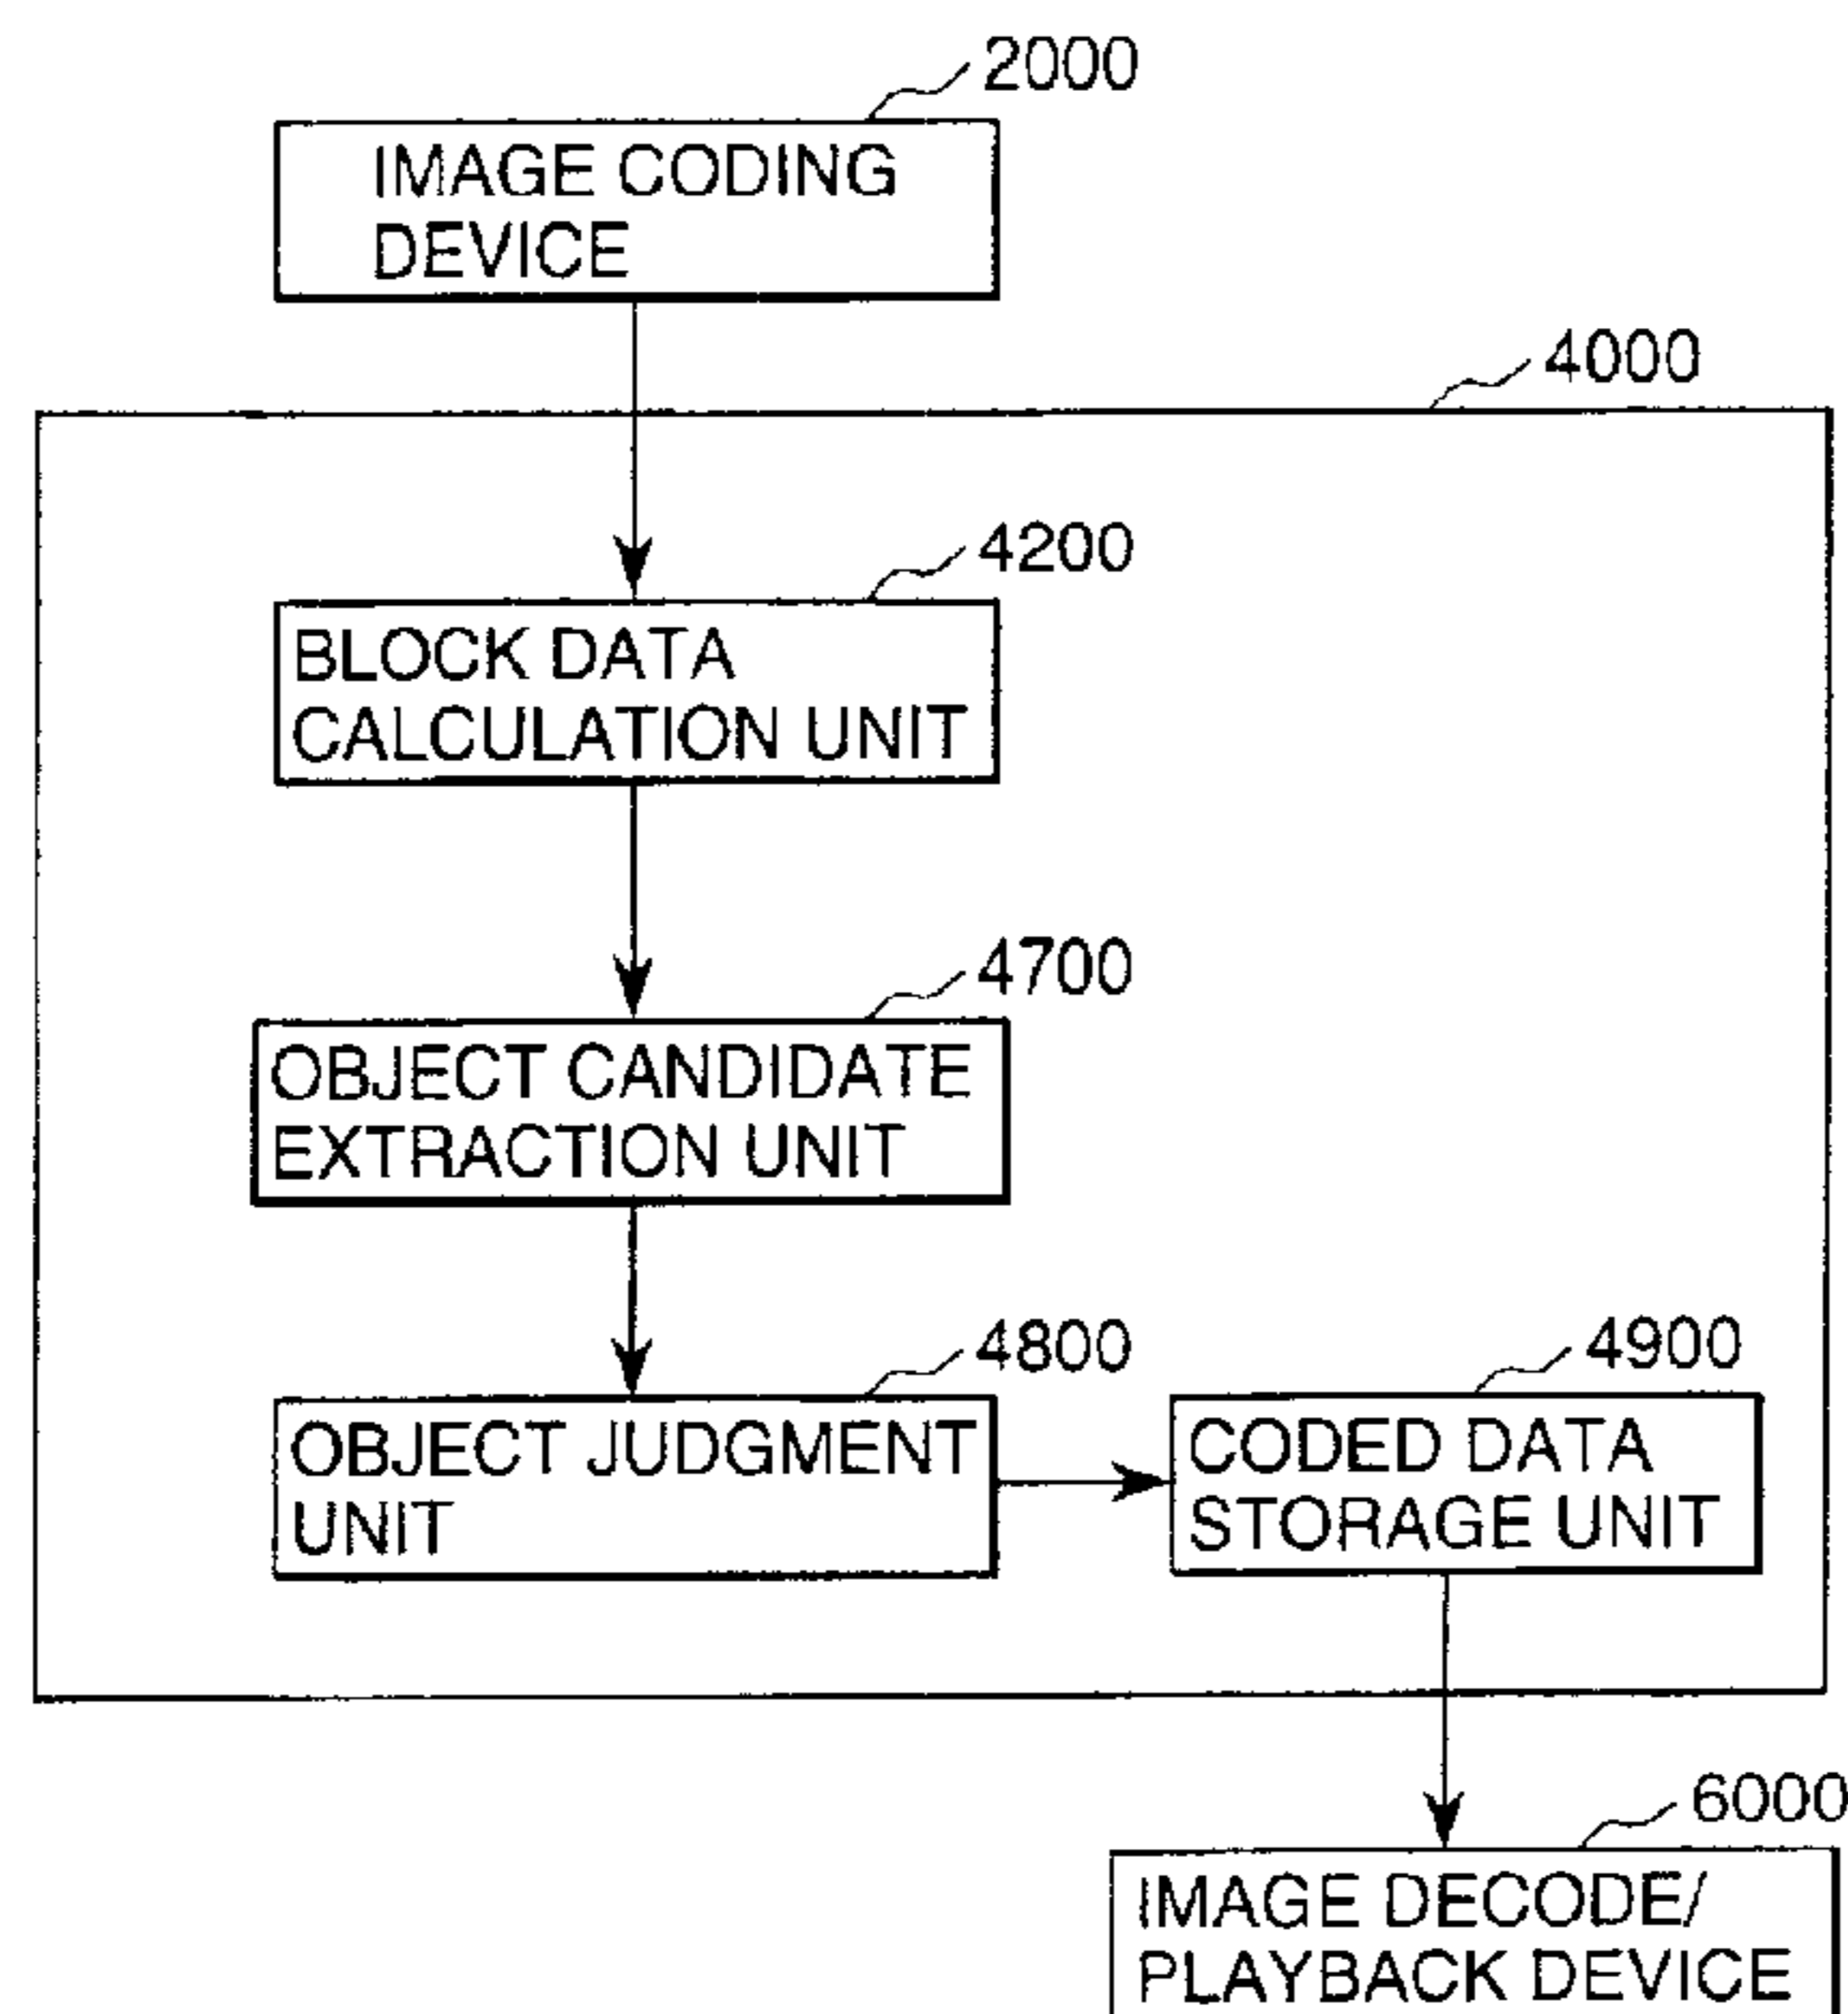 2000
IMAGE CODING
DEVICE
4000
4200
BLOCK DATA
CALCULATION UNIT
4700
OBJECT CANDIDATE
EXTRACTION UNIT
4800
OBJECT JUDGMENT
UNIT
4900
CODED DATA
STORAGE UNIT
6000
IMAGE DECODE/
PLAYBACK DEVICE